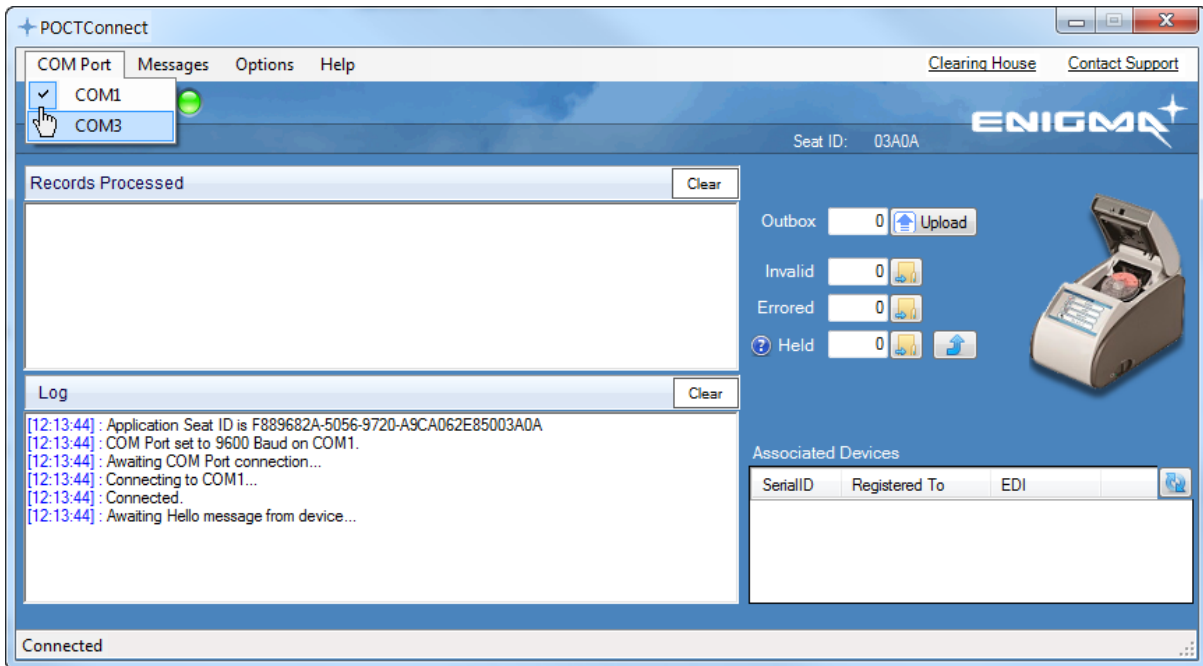 POCTConnect
COM Port Messages Options Help Clearing House Contact Support
COM1
COM3
ENIGMA
Seat ID: 03A0A
Records Processed Clear
Outbox 0 Upload
Invalid 0
Errored 0
? Held 0
Log Clear
[12:13:44] : Application Seat ID is F889682A-5056-9720-A9CA062E85003A0A
[12:13:44] : COM Port set to 9600 Baud on COM1.
[12:13:44] : Awaiting COM Port connection...
[12:13:44] : Connecting to COM1...
[12:13:44] : Connected.
[12:13:44] : Awaiting Hello message from device...
Associated Devices
SerialID Registered To EDI
Connected